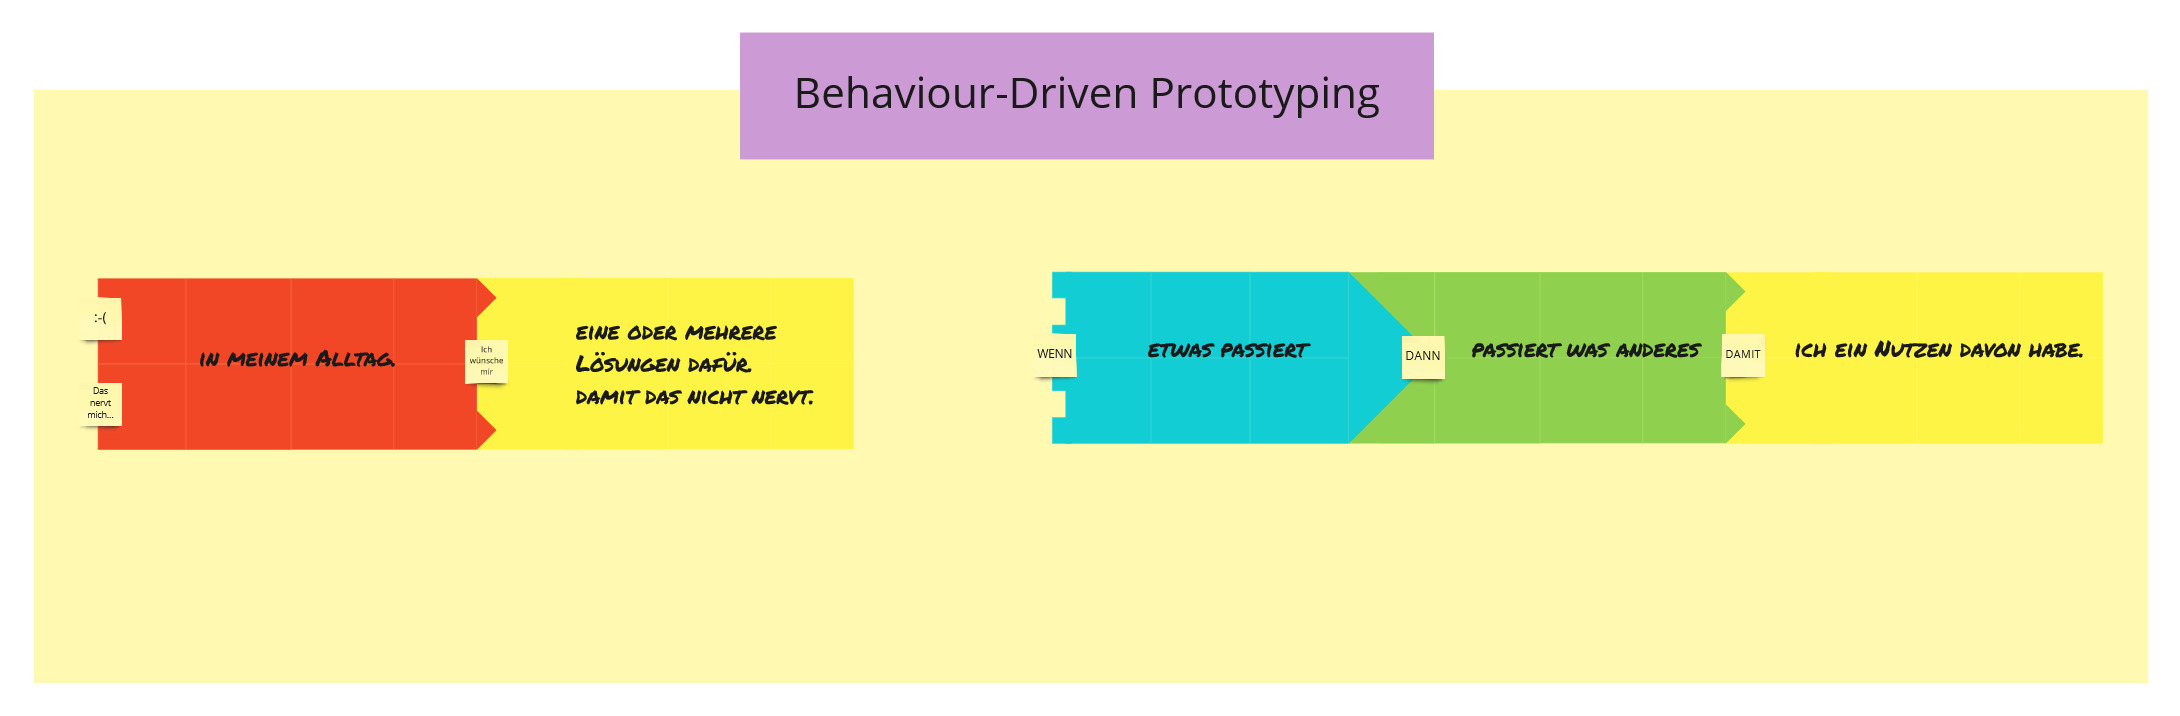 Behaviour-Driven Prototyping
:-(
Das
nervt
mich...
in meinem Alltag.
Ich
wünsche
mir
eine oder mehrere
Lösungen dafür.
damit das nicht nervt.
WENN
etwas passiert
DANN
passiert was anderes
DAMIT
ich ein Nutzen davon habe.